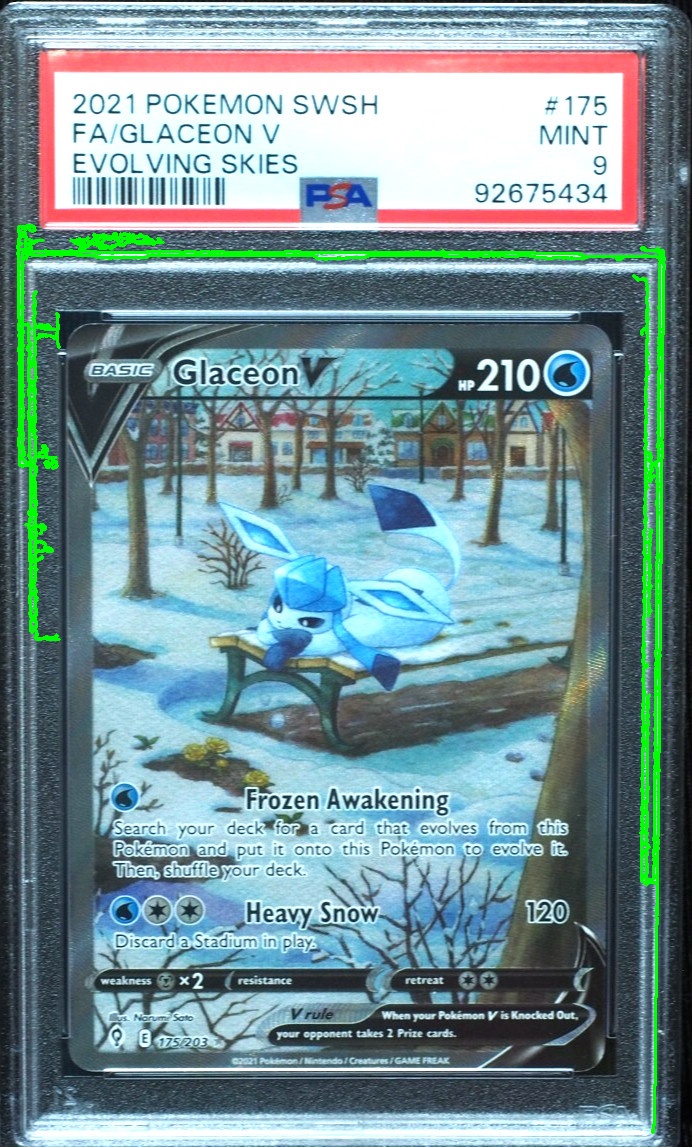 2021 POKEMON SWSH #175
FA/GLACEON V MINT
EVOLVING SKIES 9
PSA 92675434
BASIC Glaceon V HP 210
Frozen Awakening
Search your deck for a card that evolves from this
Pokémon and put it onto this Pokémon to evolve it.
Then, shuffle your deck.
Heavy Snow 120
Discard a Stadium in play.
weakness ×2 resistance retreat
Illus. Narumi Sato
V rule When your Pokémon V is Knocked Out,
your opponent takes 2 Prize cards.
E 175/203
©2021 Pokémon / Nintendo / Creatures / GAME FREAK